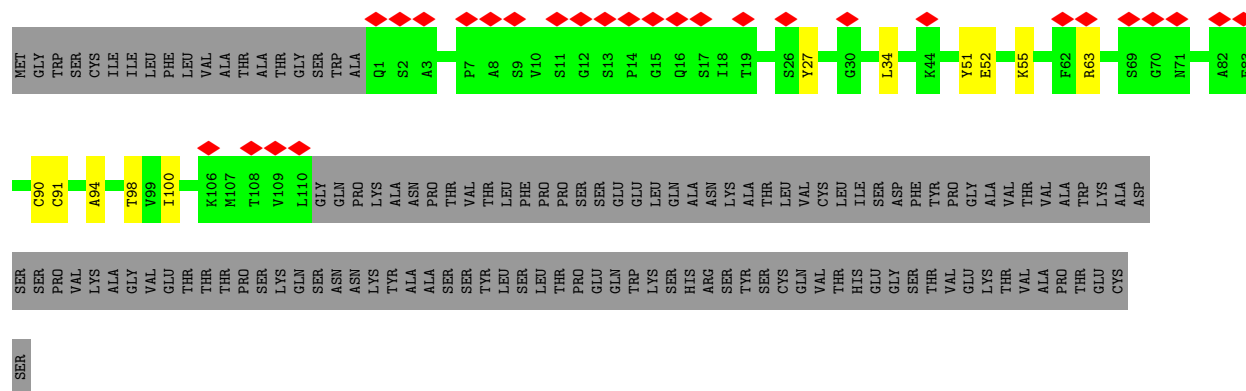 MET GLY TRP SER CYS ILE ILE LEU PHE LEU VAL ALA THR ALA THR GLY SER TRP ALA Q1 S2 A3 P7 A8 S9 V10 S11 G12 S13 P14 G15 Q16 S17 I18 T19 S26 Y27 G30 L34 K44 Y51 E52 K55 F62 R63 S69 G70 N71 A82 E83
C90 C91 A94 T98 V99 I100 K106 M107 T108 V109 L110 GLY GLN PRO LYS ALA ASN PRO THR VAL THR LEU PHE PRO PRO SER SER GLU GLU LEU GLN ALA ASN LYS ALA THR LEU VAL CYS LEU ILE SER ASP PHE TYR PRO GLY ALA VAL THR VAL ALA TRP LYS ALA ASP
SER SER PRO VAL LYS ALA GLY VAL GLU THR THR THR PRO SER LYS GLN SER ASN ASN LYS TYR ALA ALA SER SER TYR LEU SER LEU THR PRO GLU GLN TRP LYS SER HIS ARG SER TYR SER CYS GLN VAL THR HIS GLU GLY SER THR VAL GLU LYS THR VAL ALA PRO THR GLU CYS
SER